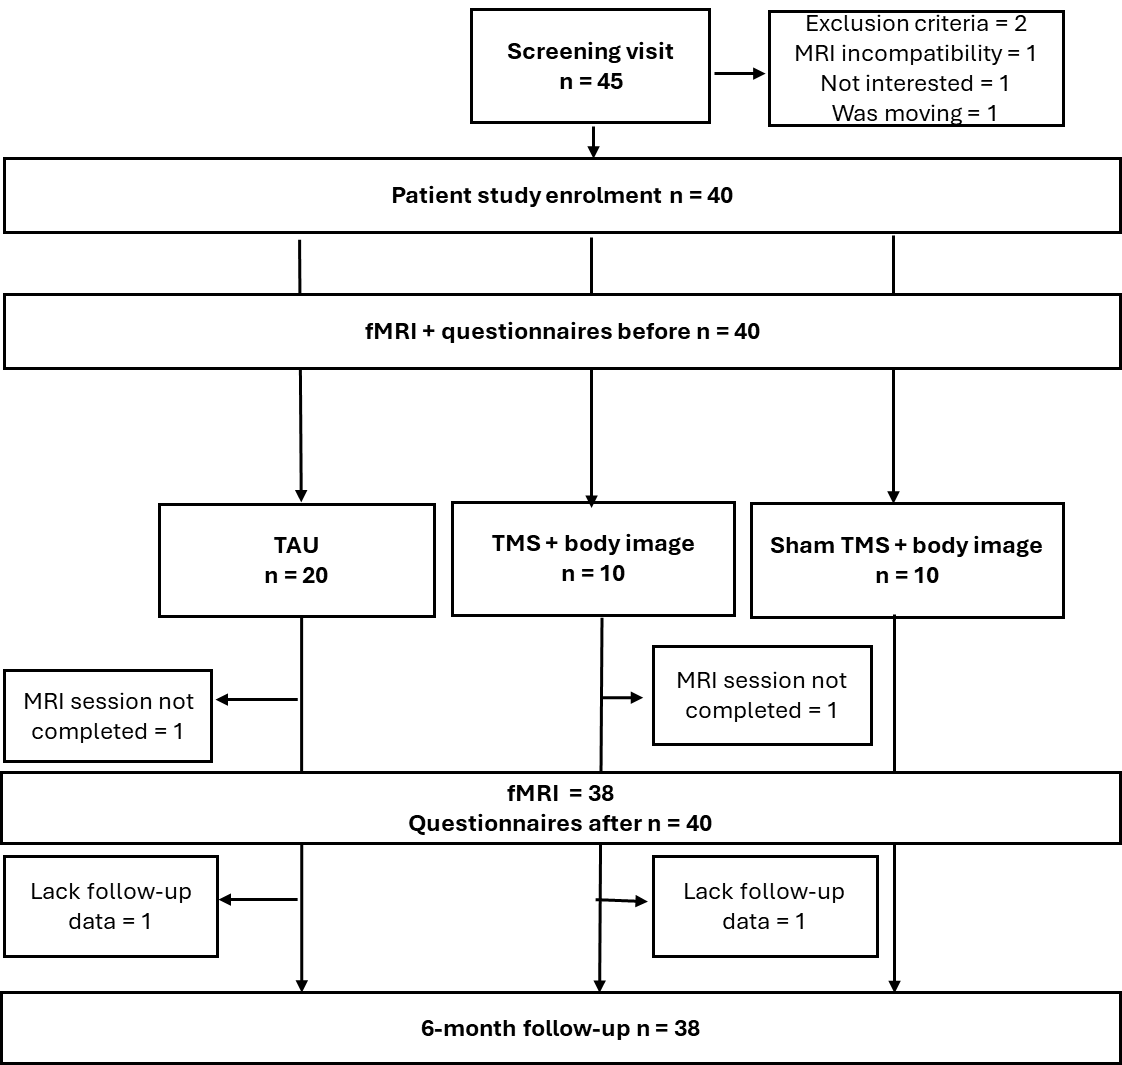 Screening visit
n = 45
Exclusion criteria = 2
MRI incompatibility = 1
Not interested = 1
Was moving = 1
Patient study enrolment n = 40
fMRI + questionnaires before n = 40
TAU
n = 20
TMS + body image
n = 10
Sham TMS + body image
n = 10
MRI session not
completed = 1
MRI session not
completed = 1
fMRI = 38
Questionnaires after n = 40
Lack follow-up
data = 1
Lack follow-up
data = 1
6-month follow-up n = 38